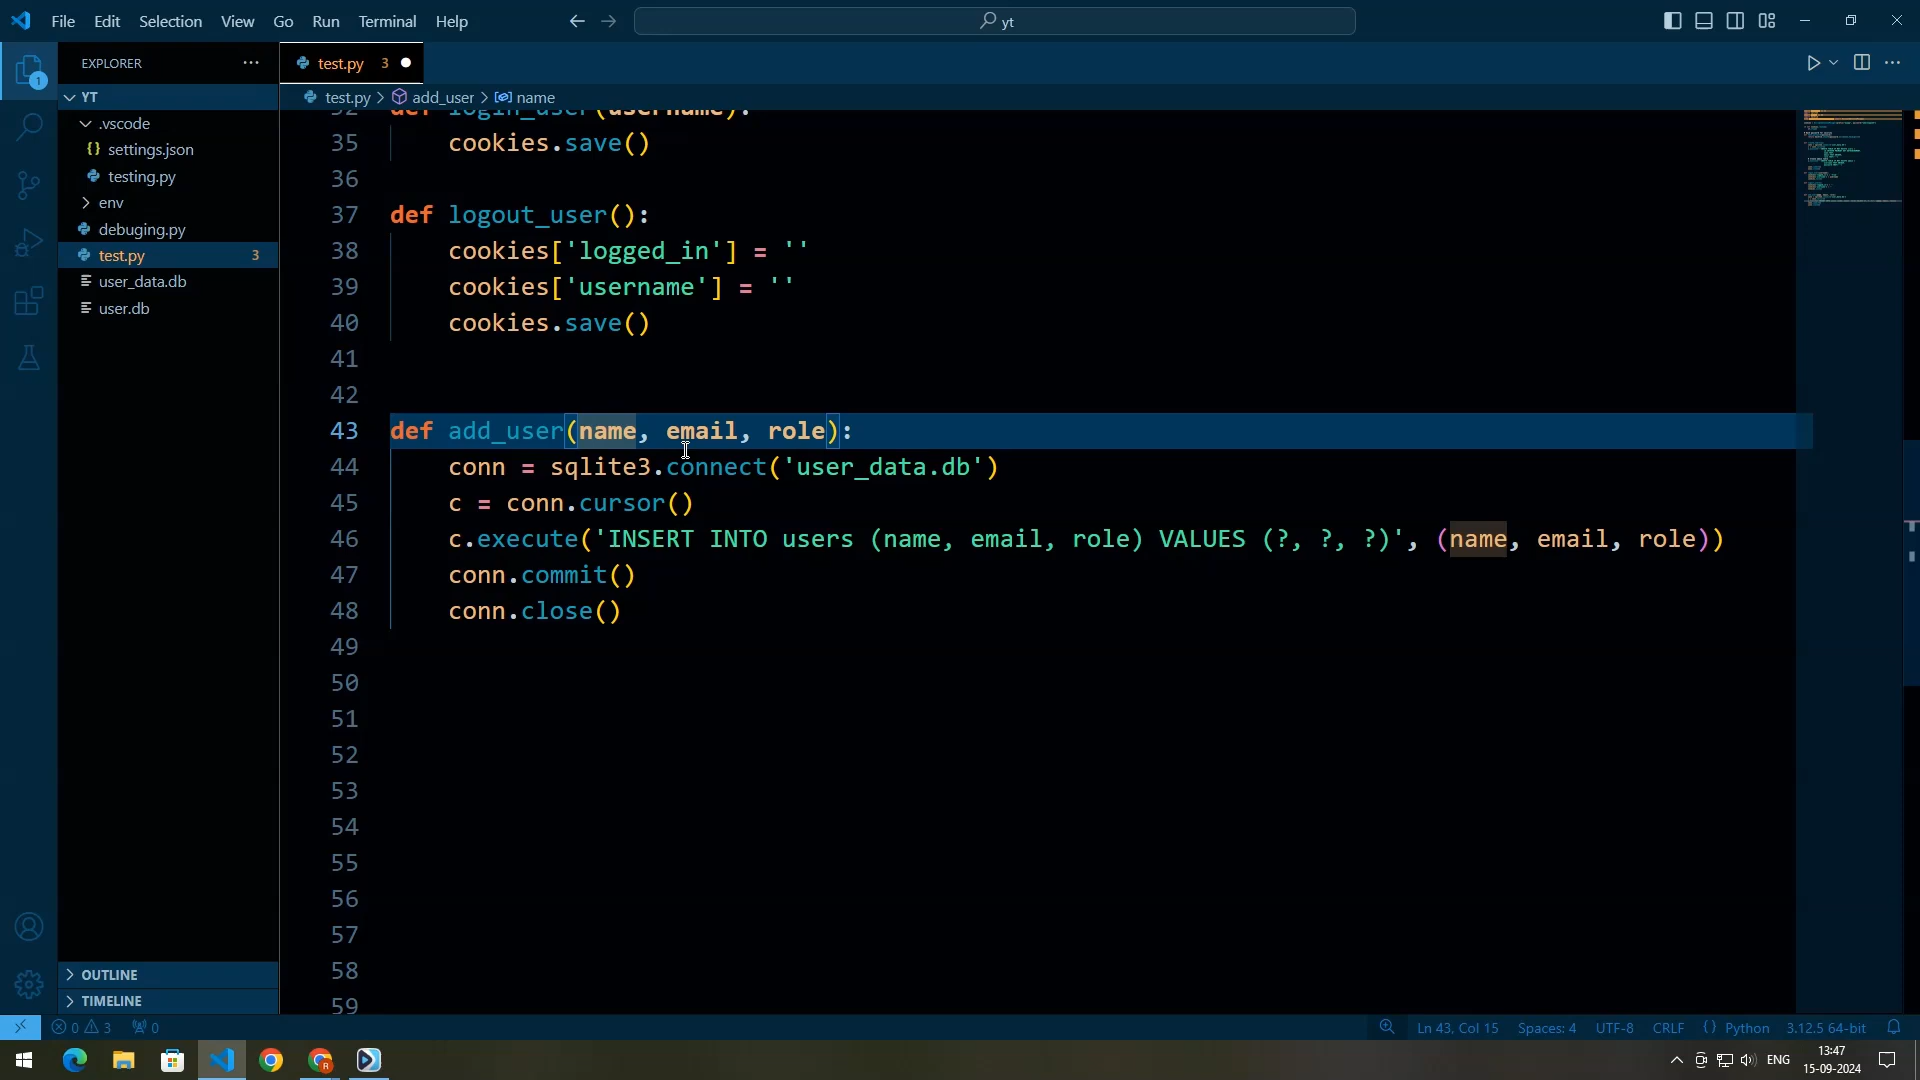 File Edit Selection View Go Run Terminal Help
yt
EXPLORER
test.py 3
YT
test.py > add_user > name
.vscode
32 def login_user(username):
settings.json
35 cookies.save()
testing.py
36
env
37 def logout_user():
debuging.py
38 cookies['logged_in'] = ''
test.py 3
user_data.db
39 cookies['username'] = ''
user.db
40 cookies.save()
41
42
43 def add_user(name, email, role):
44 conn = sqlite3.connect('user_data.db')
45 c = conn.cursor()
46 c.execute('INSERT INTO users (name, email, role) VALUES (?, ?, ?)', (name, email, role))
47 conn.commit()
48 conn.close()
49
50
51
52
53
54
55
56
57
58
59
OUTLINE
TIMELINE
0 3 0
Ln 43, Col 15 Spaces: 4 UTF-8 CRLF Python 3.12.5 64-bit
ENG 13:47
15-09-2024